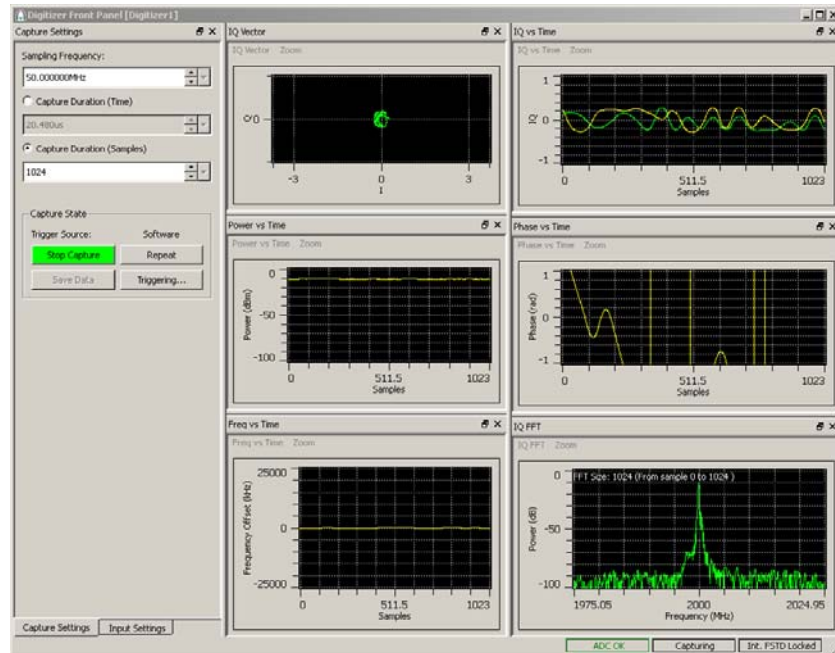 Digitizer Front Panel [Digitizer1]
Capture Settings
Sampling Frequency:
50.000000MHz
Capture Duration (Time)
20.480us
Capture Duration (Samples)
1024
Capture State
Trigger Source: Software
Stop Capture Repeat
Save Data Triggering...
Capture Settings Input Settings
IQ Vector
IQ Vector Zoom
Q
0
-3 0 3
I
Power vs Time
Power vs Time Zoom
Power (dBm)
0
-50
-100
0 511.5 1023
Samples
Freq vs Time
Freq vs Time Zoom
Frequency Offset (kHz)
25000
0
-25000
0 511.5 1023
Samples
IQ vs Time
IQ vs Time Zoom
IQ
1
0
-1
0 511.5 1023
Samples
Phase vs Time
Phase vs Time Zoom
Phase (rad)
1
0
-1
0 511.5 1023
Samples
IQ FFT
IQ FFT Zoom
FFT Size: 1024 (From sample 0 to 1024 )
Power (dB)
0
-50
-100
1975.05 2000 2024.95
Frequency (MHz)
ADC OK Capturing Int. FSTD Locked